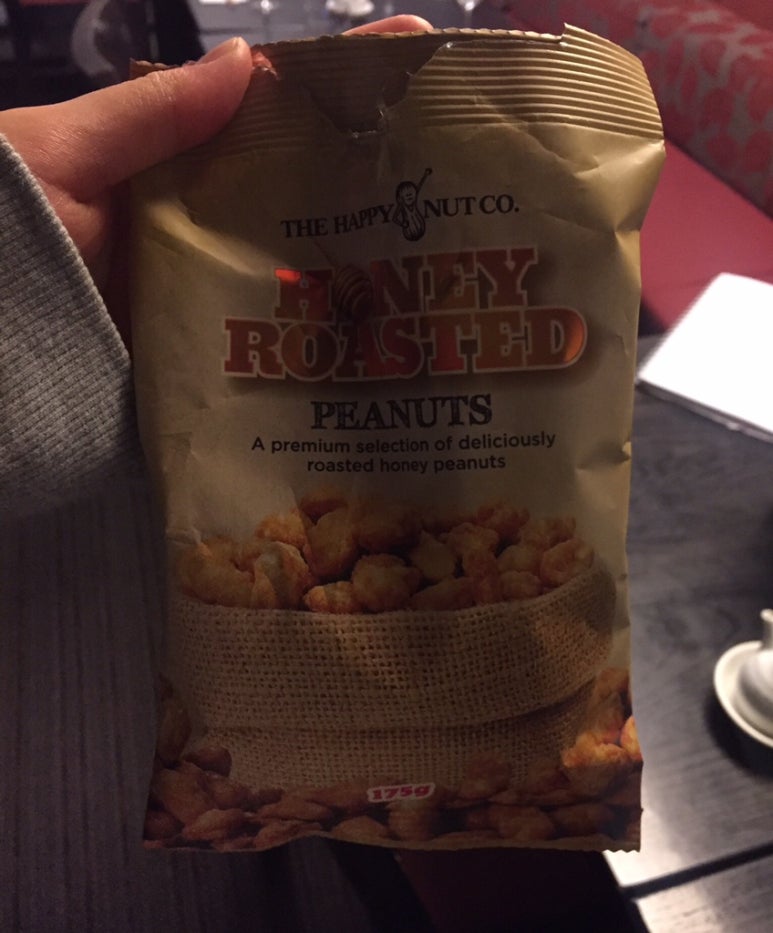 THE HAPPY NUT CO.
HONEY
ROASTED
PEANUTS
A premium selection of deliciously
roasted honey peanuts
175g